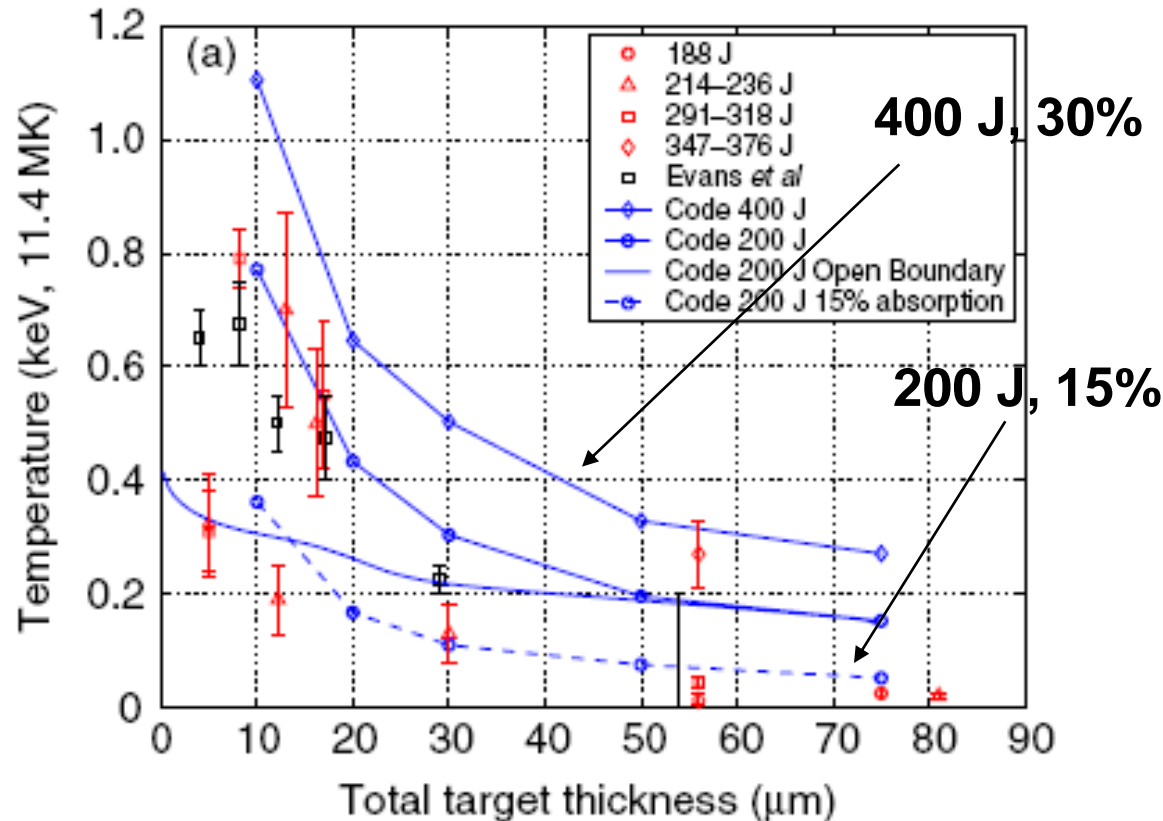 1.2
(a)
188 J
214–236 J
291–318 J
347–376 J
Evans et al
Code 400 J
Code 200 J
Code 200 J Open Boundary
Code 200 J 15% absorption
400 J, 30%
200 J, 15%
1.0
0.8
0.6
0.4
0.2
0
Temperature (keV, 11.4 MK)
0 10 20 30 40 50 60 70 80 90
Total target thickness (μm)